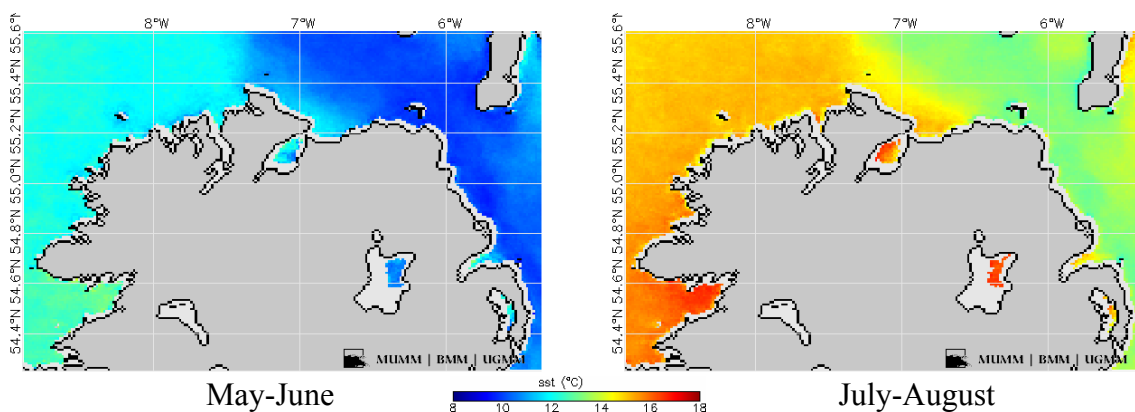 8°W 7°W 6°W 8°W 7°W 6°W
55.6°N
55.4°N
55.2°N
55.0°N
54.8°N
54.6°N
54.4°N
55.6°N
55.4°N
55.2°N
55.0°N
54.8°N
54.6°N
54.4°N
MUMM | BMM | UGMM
MUMM | BMM | UGMM
May-June
sst (°C)
8 10 12 14 16 18
July-August